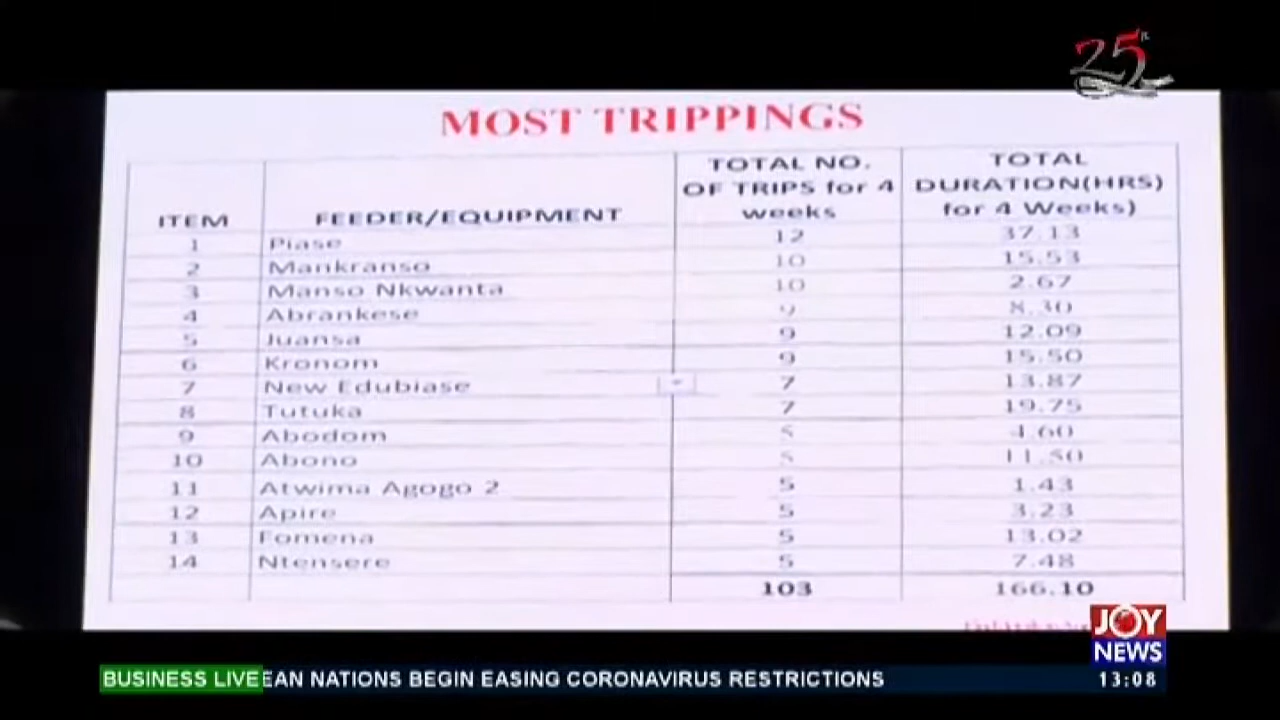 25
MOST TRIPPINGS
ITEM FEEDER/EQUIPMENT TOTAL NO. OF TRIPS for 4 weeks TOTAL DURATION(HRS) for 4 Weeks)
1 Piase 12 37.13
2 Mankranso 10 15.53
3 Manso Nkwanta 10 2.67
4 Abrankese 9 8.30
5 Juansa 9 12.09
6 Kronom 9 15.50
7 New Edubiase 7 13.87
8 Tutuka 7 19.75
9 Abodom 5 4.60
10 Abono 5 11.50
11 Atwima Agogo 2 5 1.43
12 Apire 5 3.23
13 Fomena 5 13.02
14 Ntensere 5 7.48
103 166.10
JOY
NEWS
BUSINESS LIVE EAN NATIONS BEGIN EASING CORONAVIRUS RESTRICTIONS
13:08